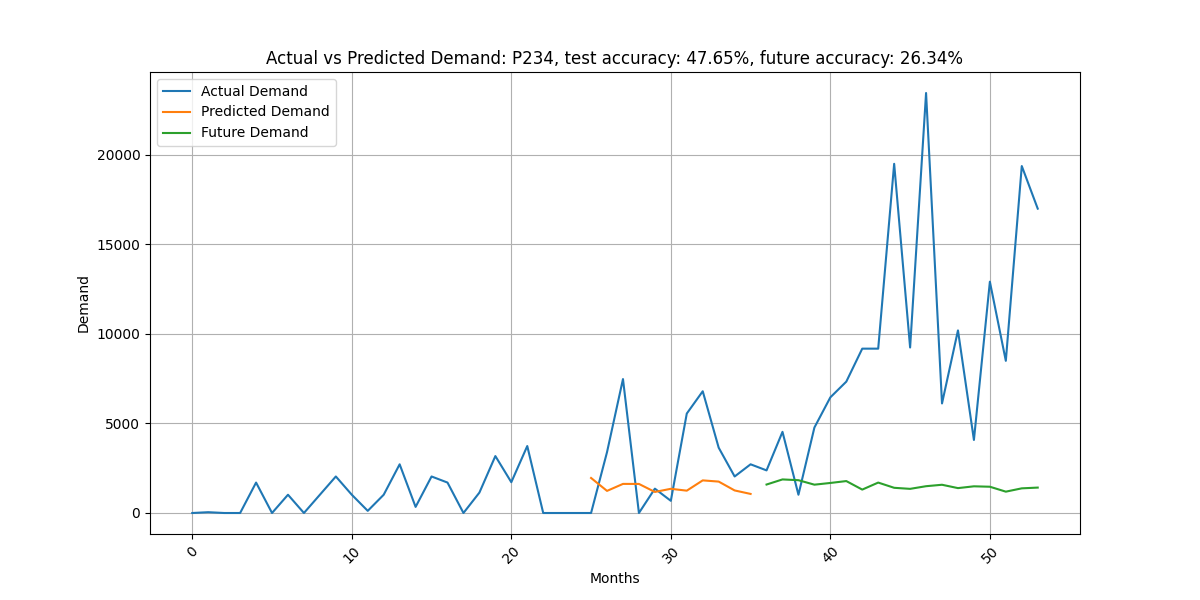 Actual vs Predicted Demand: P234, test accuracy: 47.65%, future accuracy: 26.34%
Actual Demand
Predicted Demand
Future Demand
20000
15000
10000
5000
0
Demand
0
10
20
30
40
50
Months